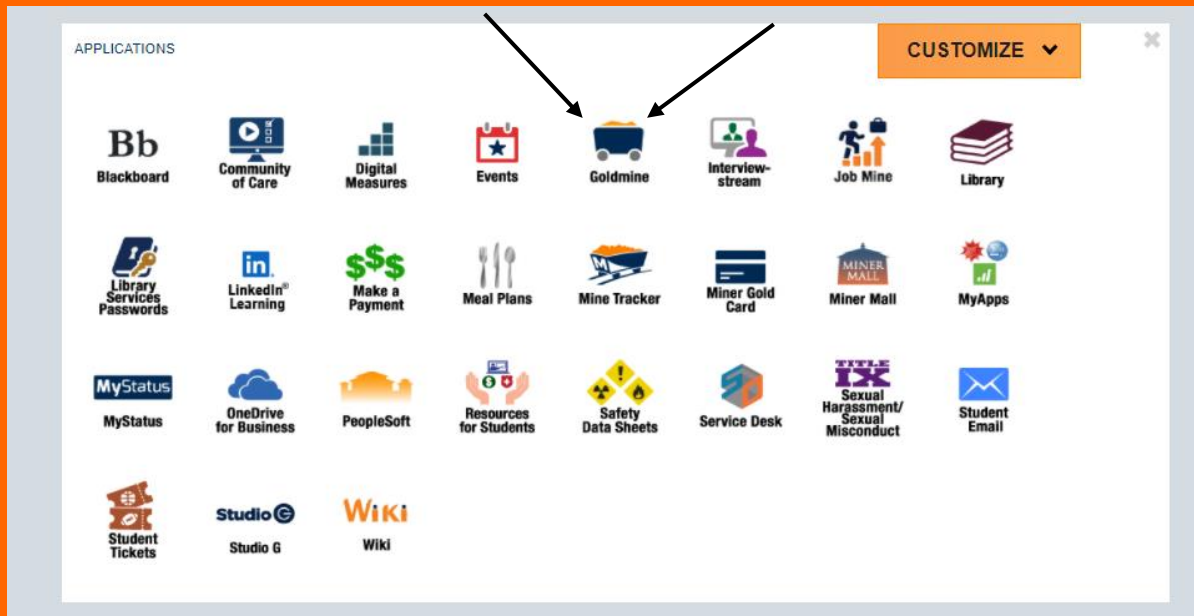 APPLICATIONS
CUSTOMIZE
Bb
Blackboard
Community
of Care
Digital
Measures
Events
Goldmine
Interview-
stream
Job Mine
Library
Library
Services
Passwords
in
LinkedIn®
Learning
$$$
Make a
Payment
Meal Plans
M
Mine Tracker
Miner Gold
Card
MINER
MALL
Miner Mall
MyApps
MyStatus
MyStatus
OneDrive
for Business
PeopleSoft
$
Resources
for Students
!
Safety
Data Sheets
SD
Service Desk
TITLE
IX
Sexual
Harassment/
Sexual
Misconduct
Student
Email
Student
Tickets
Studio G
Studio G
Wiki
Wiki